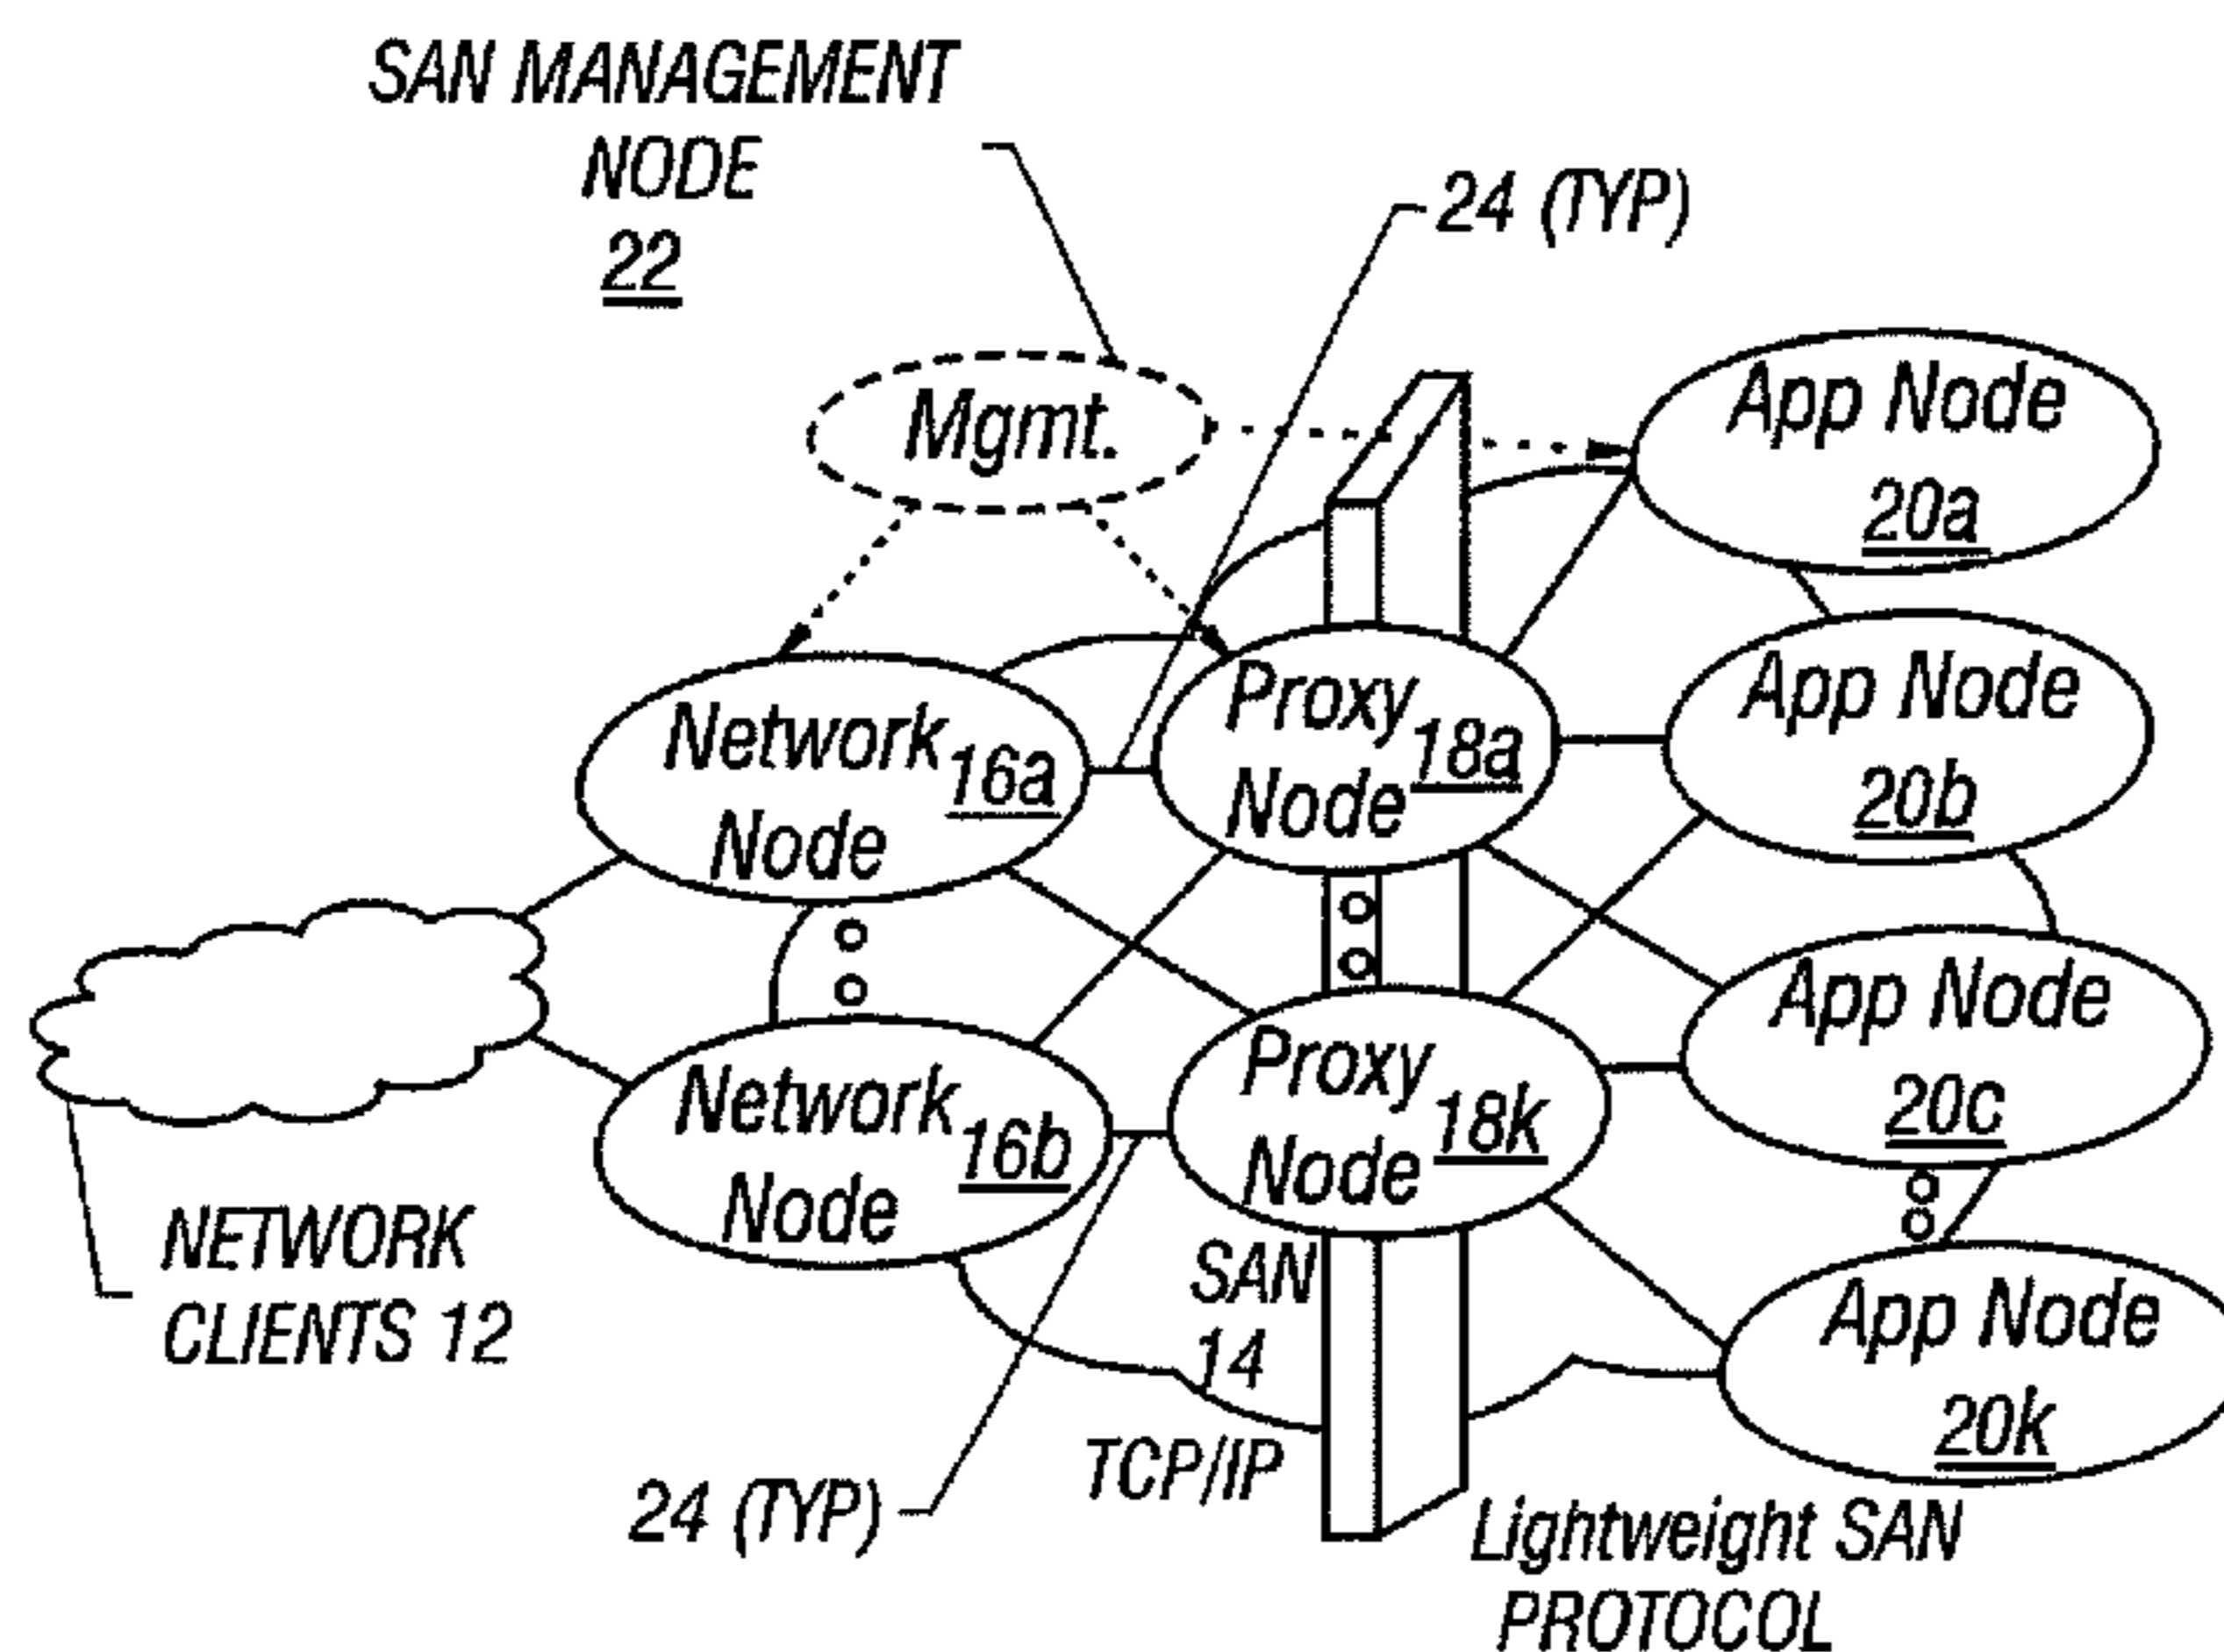 SAN MANAGEMENT
NODE
22
24 (TYP)
Mgmt.
App Node
20a
Network
16a
Node
Proxy
18a
Node
App Node
20b
Network
16b
Node
Proxy
18k
Node
App Node
20c
NETWORK
CLIENTS 12
SAN
14
App Node
20k
TCP/IP
24 (TYP)
Lightweight SAN
PROTOCOL